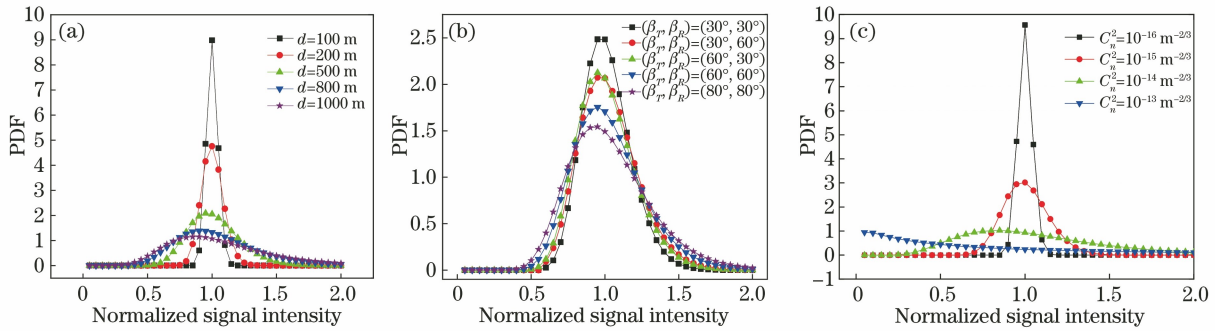 (a)
d=100 m
d=200 m
d=500 m
d=800 m
d=1000 m
10
9
8
7
6
5
4
3
2
1
0
PDF
0
0.5
1.0
1.5
2.0
Normalized signal intensity
(b)
(β_T, β_R)=(30°, 30°)
(β_T, β_R)=(30°, 60°)
(β_T, β_R)=(60°, 30°)
(β_T, β_R)=(60°, 60°)
(β_T, β_R)=(80°, 80°)
2.5
2.0
1.5
1.0
0.5
0
PDF
0
0.5
1.0
1.5
2.0
Normalized signal intensity
(c)
C_n^2=10^{-16} m^{-2/3}
C_n^2=10^{-15} m^{-2/3}
C_n^2=10^{-14} m^{-2/3}
C_n^2=10^{-13} m^{-2/3}
10
9
8
7
6
5
4
3
2
1
0
−1
PDF
0
0.5
1.0
1.5
2.0
Normalized signal intensity